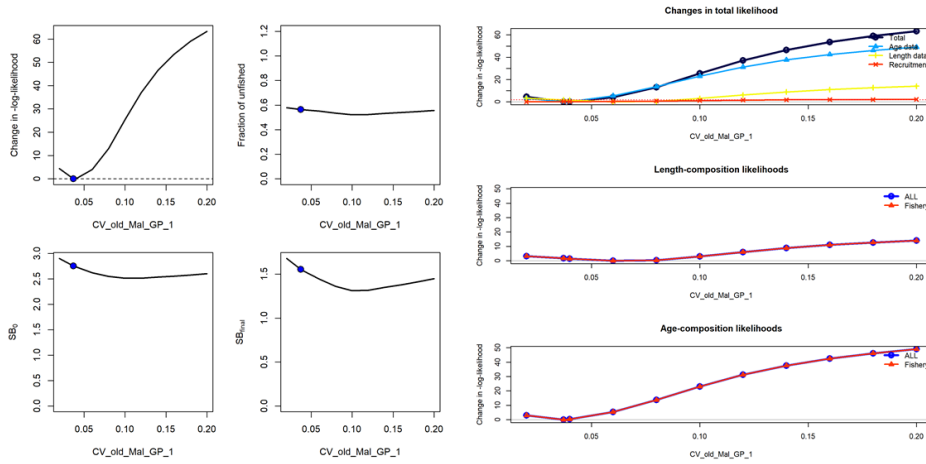 Change in -log-likelihood
0 10 20 30 40 50 60
0.05 0.10 0.15 0.20
CV_old_Mal_GP_1
Fraction of unfished
0.0 0.2 0.4 0.6 0.8 1.0 1.2
0.05 0.10 0.15 0.20
CV_old_Mal_GP_1
SB0
0.0 0.5 1.0 1.5 2.0 2.5 3.0
0.05 0.10 0.15 0.20
CV_old_Mal_GP_1
SBfinal
0.0 0.5 1.0 1.5
0.05 0.10 0.15 0.20
CV_old_Mal_GP_1
Changes in total likelihood
Change in -log-likelihood
0 20 40 60
Total
Age data
Length data
Recruitment
0.05 0.10 0.15 0.20
CV_old_Mal_GP_1
Length-composition likelihoods
Change in -log-likelihood
0 10 20 30 40 50
ALL
Fishery
0.05 0.10 0.15 0.20
CV_old_Mal_GP_1
Age-composition likelihoods
Change in -log-likelihood
0 10 20 30 40 50
ALL
Fishery
0.05 0.10 0.15 0.20
CV_old_Mal_GP_1